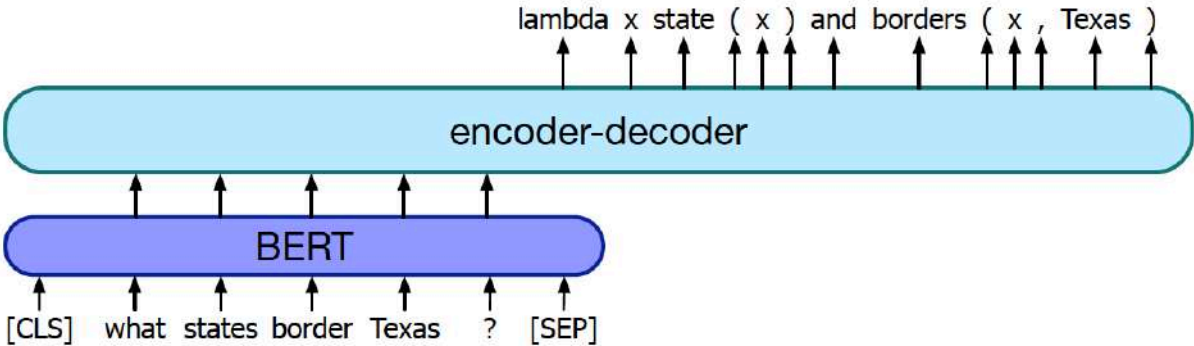 lambda x state ( x ) and borders ( x , Texas )
encoder-decoder
BERT
[CLS] what states border Texas ? [SEP]